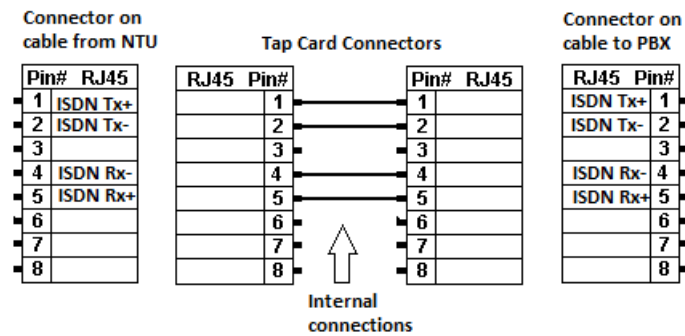 Connector on
cable from NTU
Pin# RJ45
1 ISDN Tx+
2 ISDN Tx-
3
4 ISDN Rx-
5 ISDN Rx+
6
7
8
Tap Card Connectors
RJ45 Pin#
1
2
3
4
5
6
7
8
Pin# RJ45
1
2
3
4
5
6
7
8
Internal
connections
Connector on
cable to PBX
RJ45 Pin#
ISDN Tx+ 1
ISDN Tx- 2
3
ISDN Rx- 4
ISDN Rx+ 5
6
7
8